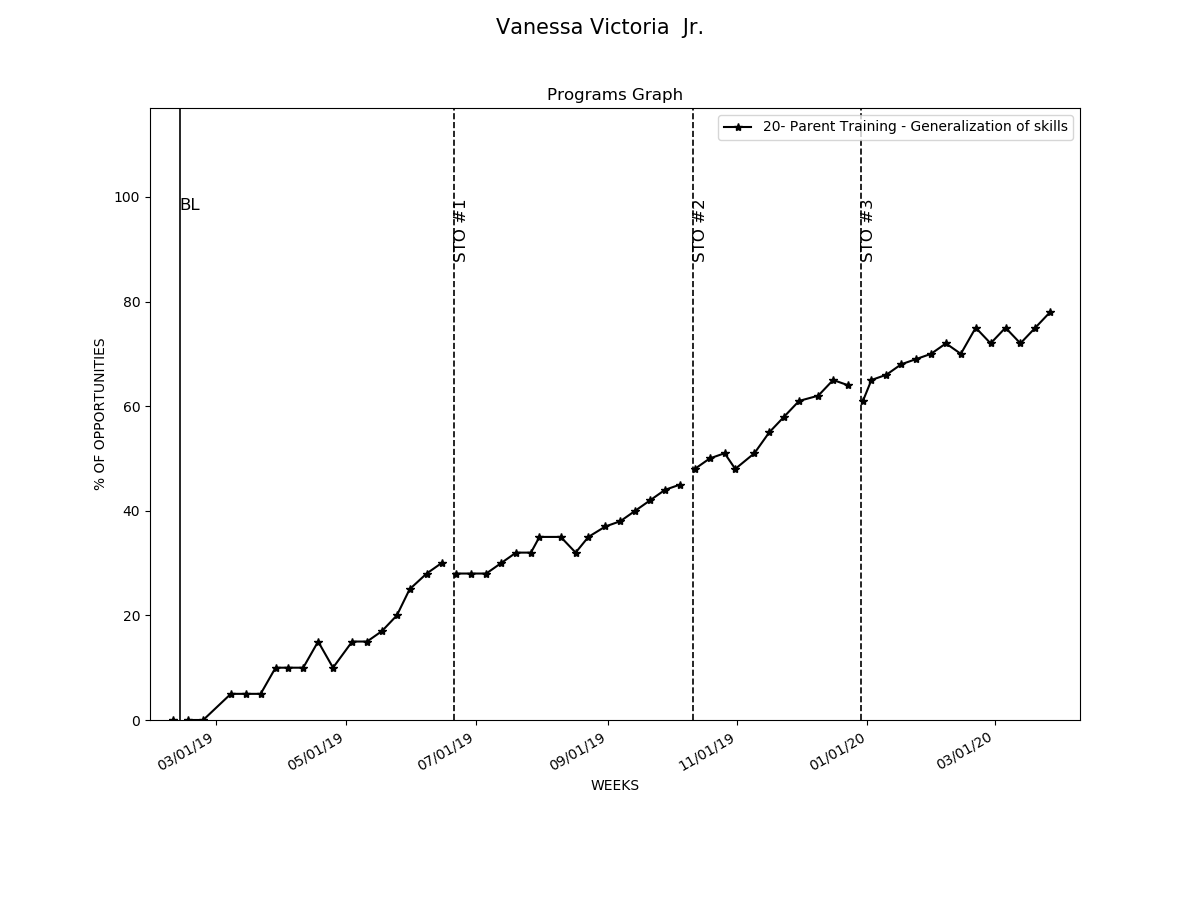 Vanessa Victoria  Jr.
Programs Graph
20- Parent Training - Generalization of skills
BL
STO #1
STO #2
STO #3
100
80
60
40
20
0
% OF OPPORTUNITIES
03/01/19
05/01/19
07/01/19
09/01/19
11/01/19
01/01/20
03/01/20
WEEKS